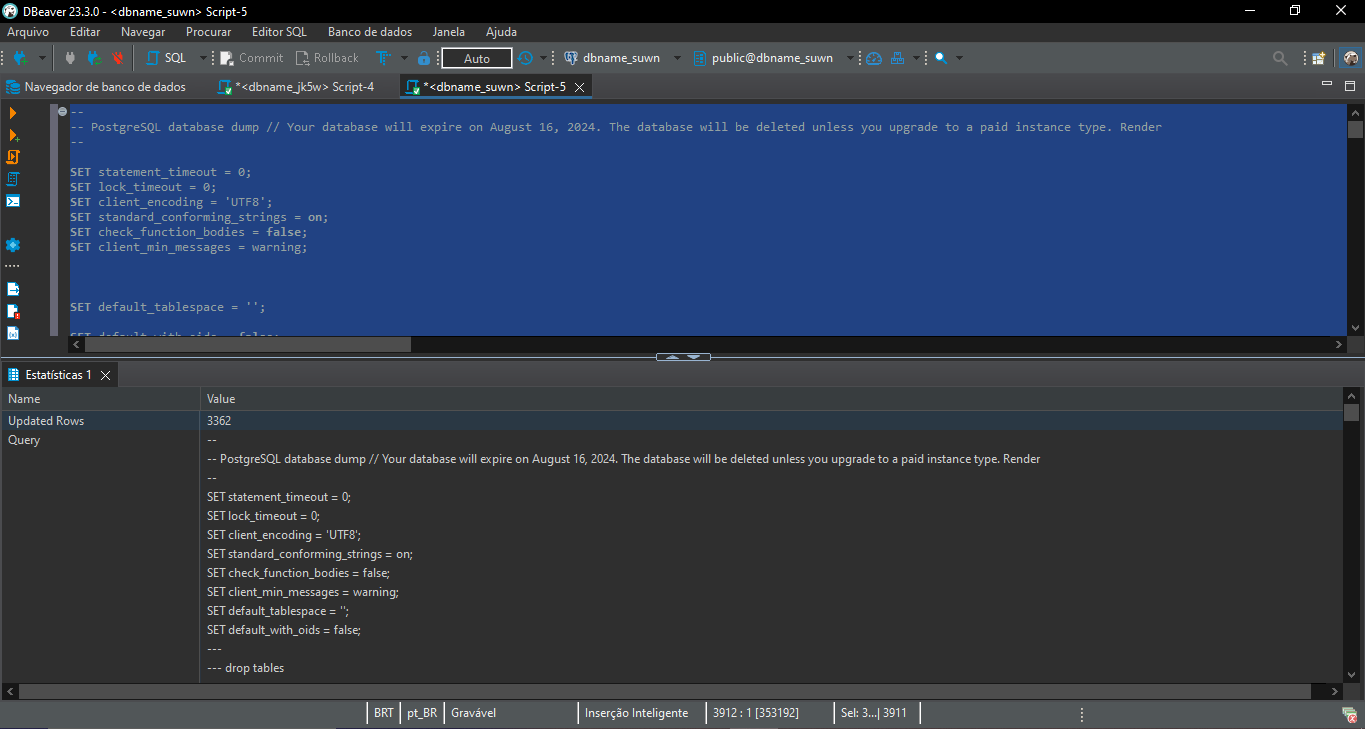 DBeaver 23.3.0 - <dbname_suwn> Script-5
Arquivo Editar Navegar Procurar Editor SQL Banco de dados Janela Ajuda
SQL Commit Rollback Auto dbname_suwn public@dbname_suwn
Navegador de banco de dados *<dbname_jk5w> Script-4 *<dbname_suwn> Script-5
--
-- PostgreSQL database dump // Your database will expire on August 16, 2024. The database will be deleted unless you upgrade to a paid instance type. Render
--
SET statement_timeout = 0;
SET lock_timeout = 0;
SET client_encoding = 'UTF8';
SET standard_conforming_strings = on;
SET check_function_bodies = false;
SET client_min_messages = warning;
SET default_tablespace = '';
SET default_with_oids = false;
Estatísticas 1
Name Value
Updated Rows 3362
Query --
-- PostgreSQL database dump // Your database will expire on August 16, 2024. The database will be deleted unless you upgrade to a paid instance type. Render
--
SET statement_timeout = 0;
SET lock_timeout = 0;
SET client_encoding = 'UTF8';
SET standard_conforming_strings = on;
SET check_function_bodies = false;
SET client_min_messages = warning;
SET default_tablespace = '';
SET default_with_oids = false;
---
--- drop tables
BRT pt_BR Gravável Inserção Inteligente 3912 : 1 [353192] Sel: 3...| 3911